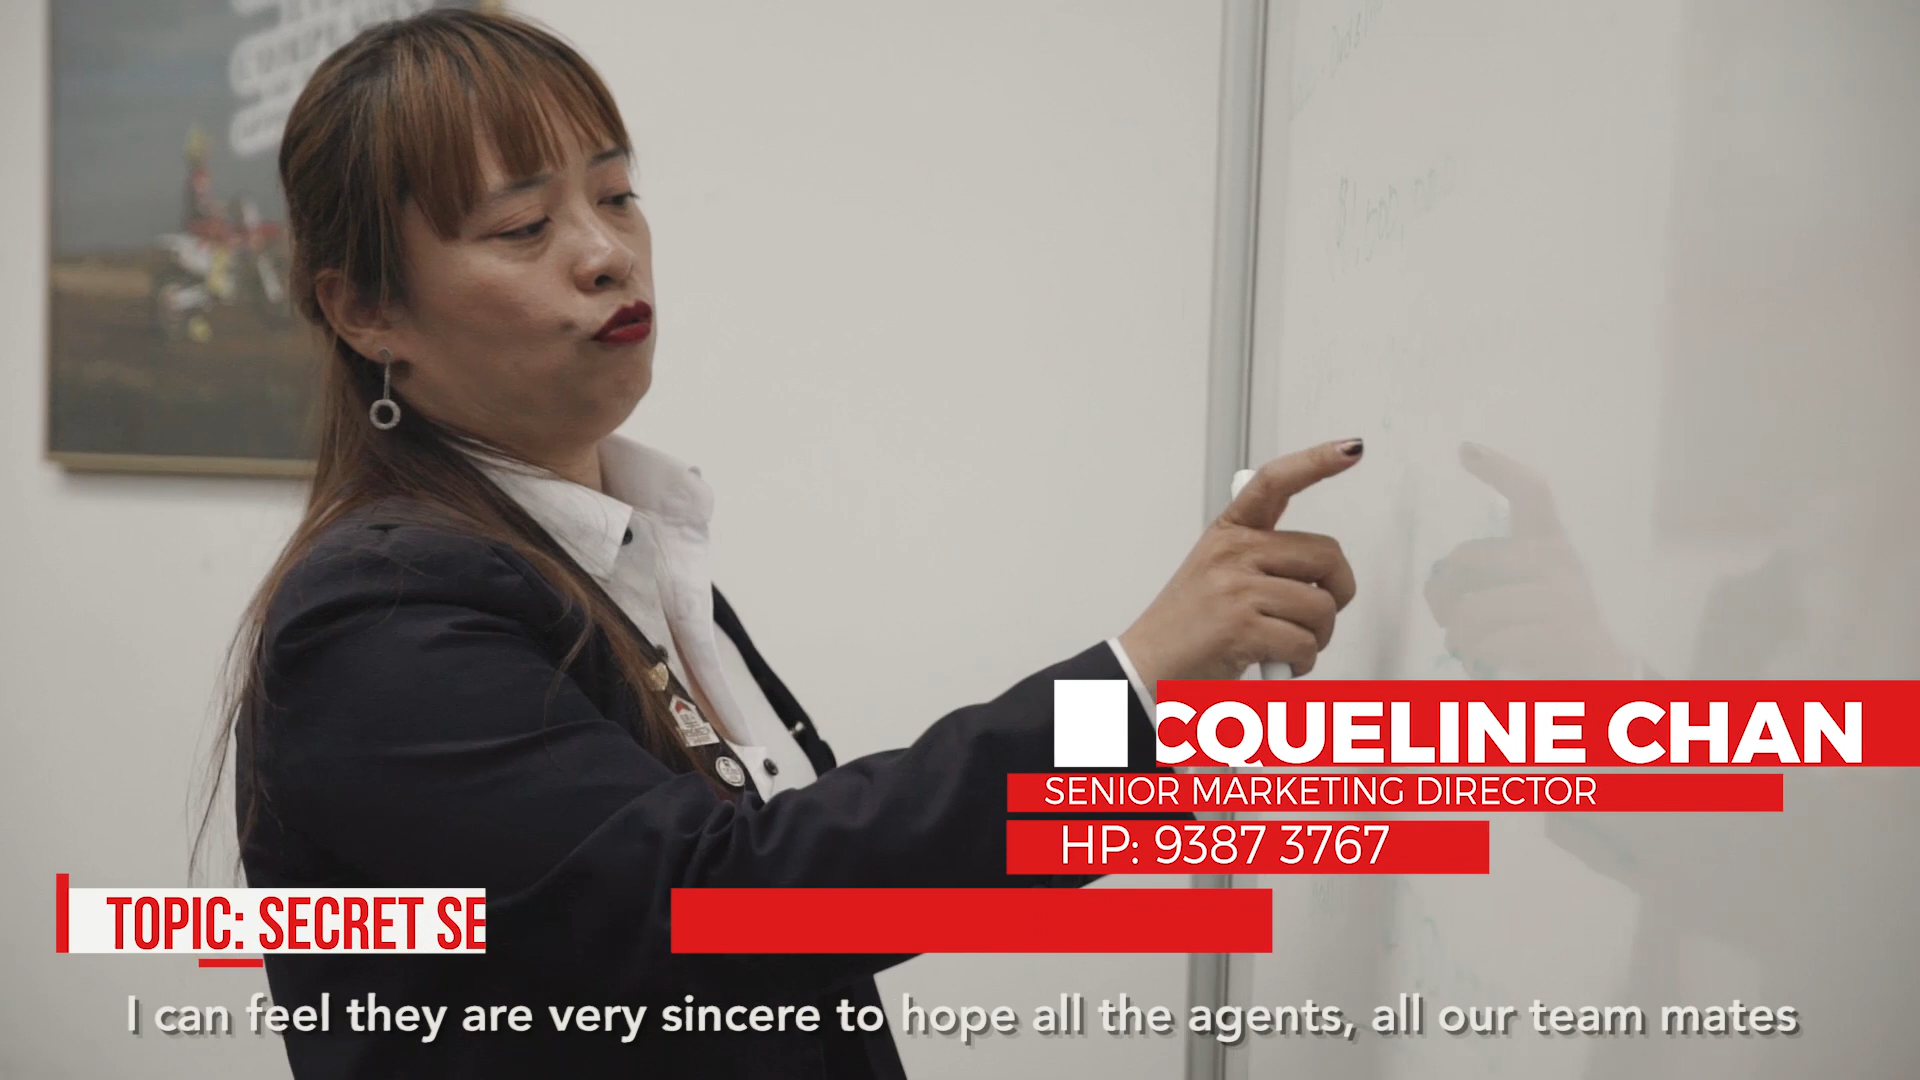 CQUELINE CHAN
SENIOR MARKETING DIRECTOR
HP: 9387 3767
TOPIC: SECRET SE
I can feel they are very sincere to hope all the agents, all our team mates